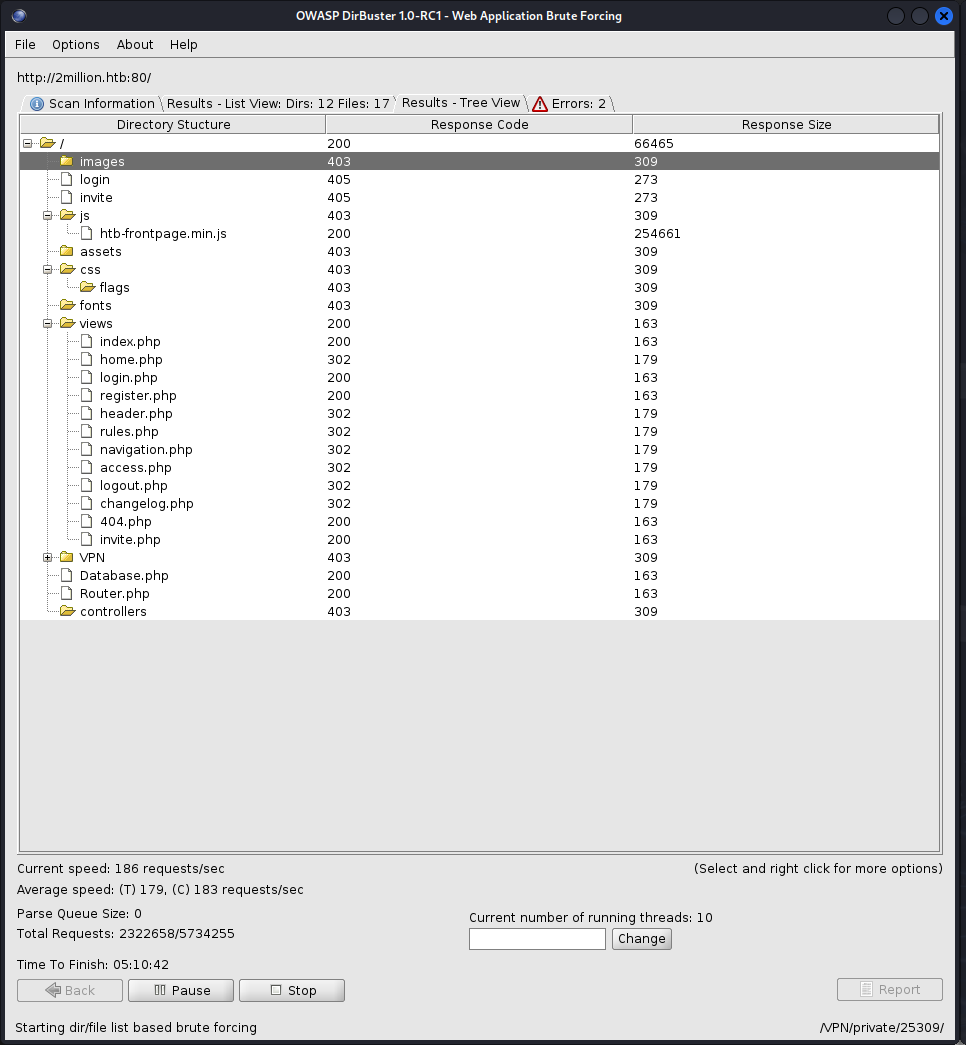 OWASP DirBuster 1.0-RC1 - Web Application Brute Forcing
File Options About Help
http://2million.htb:80/
Scan Information Results - List View: Dirs: 12 Files: 17 Results - Tree View Errors: 2
Directory Stucture Response Code Response Size
/ 200 66465
images 403 309
login 405 273
invite 405 273
js 403 309
htb-frontpage.min.js 200 254661
assets 403 309
css 403 309
flags 403 309
fonts 403 309
views 200 163
index.php 200 163
home.php 302 179
login.php 200 163
register.php 200 163
header.php 302 179
rules.php 302 179
navigation.php 302 179
access.php 302 179
logout.php 302 179
changelog.php 302 179
404.php 200 163
invite.php 200 163
VPN 403 309
Database.php 200 163
Router.php 200 163
controllers 403 309
Current speed: 186 requests/sec (Select and right click for more options)
Average speed: (T) 179, (C) 183 requests/sec
Parse Queue Size: 0
Current number of running threads: 10
Total Requests: 2322658/5734255
Change
Time To Finish: 05:10:42
Back Pause Stop Report
Starting dir/file list based brute forcing /VPN/private/25309/